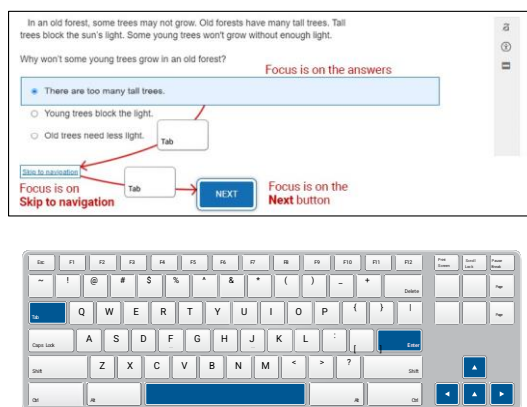 In an old forest, some trees may not grow. Old forests have many tall trees. Tall
trees block the sun's light. Some young trees won't grow without enough light.
Why won't some young trees grow in an old forest?
Focus is on the answers
There are too many tall trees.
Young trees block the light.
Old trees need less light.
Tab
Skip to navigation
Focus is on
Skip to navigation
Tab
NEXT
Focus is on the
Next button
Esc F1 F2 F3 F4 F5 F6 F7 F8 F9 F10 F11 F12 Print Screen Scroll Lock Pause Break
~ ! @ # $ % ^ & * ( ) _ + Delete Page
Tab Q W E R T Y U I O P { } | Page
Caps Lock A S D F G H J K L : [ Enter
Shift Z X C V B N M < > ? Shift
Ctrl Alt Alt Ctrl